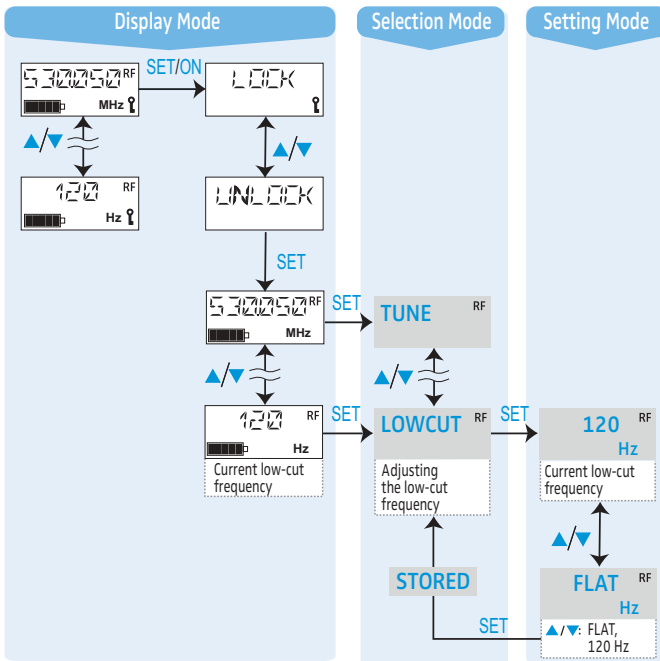 Display Mode
Selection Mode
Setting Mode
530.050 RF
MHz
SET/ON
LOCK
▲/▼
▲/▼
120 RF
Hz
UNLOCK
SET
530.050 RF
MHz
SET
TUNE RF
▲/▼
▲/▼
120 RF
Hz
Current low-cut
frequency
SET
LOWCUT RF
Adjusting
the low-cut
frequency
SET
120 RF
Hz
Current low-cut
frequency
▲/▼
STORED
SET
FLAT RF
Hz
▲/▼: FLAT,
120 Hz